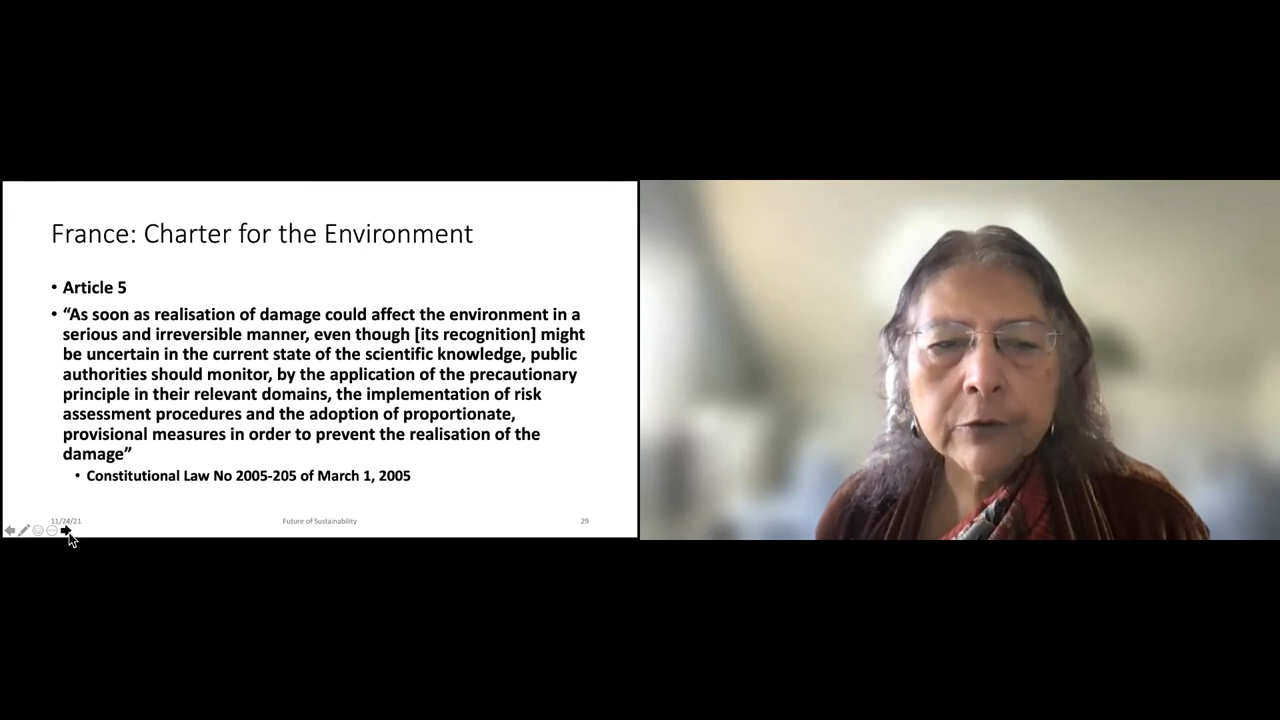 France: Charter for the Environment
• Article 5
• “As soon as realisation of damage could affect the environment in a
serious and irreversible manner, even though [its recognition] might
be uncertain in the current state of the scientific knowledge, public
authorities should monitor, by the application of the precautionary
principle in their relevant domains, the implementation of risk
assessment procedures and the adoption of proportionate,
provisional measures in order to prevent the realisation of the
damage”
• Constitutional Law No 2005-205 of March 1, 2005
11/24/21
Future of Sustainability
29